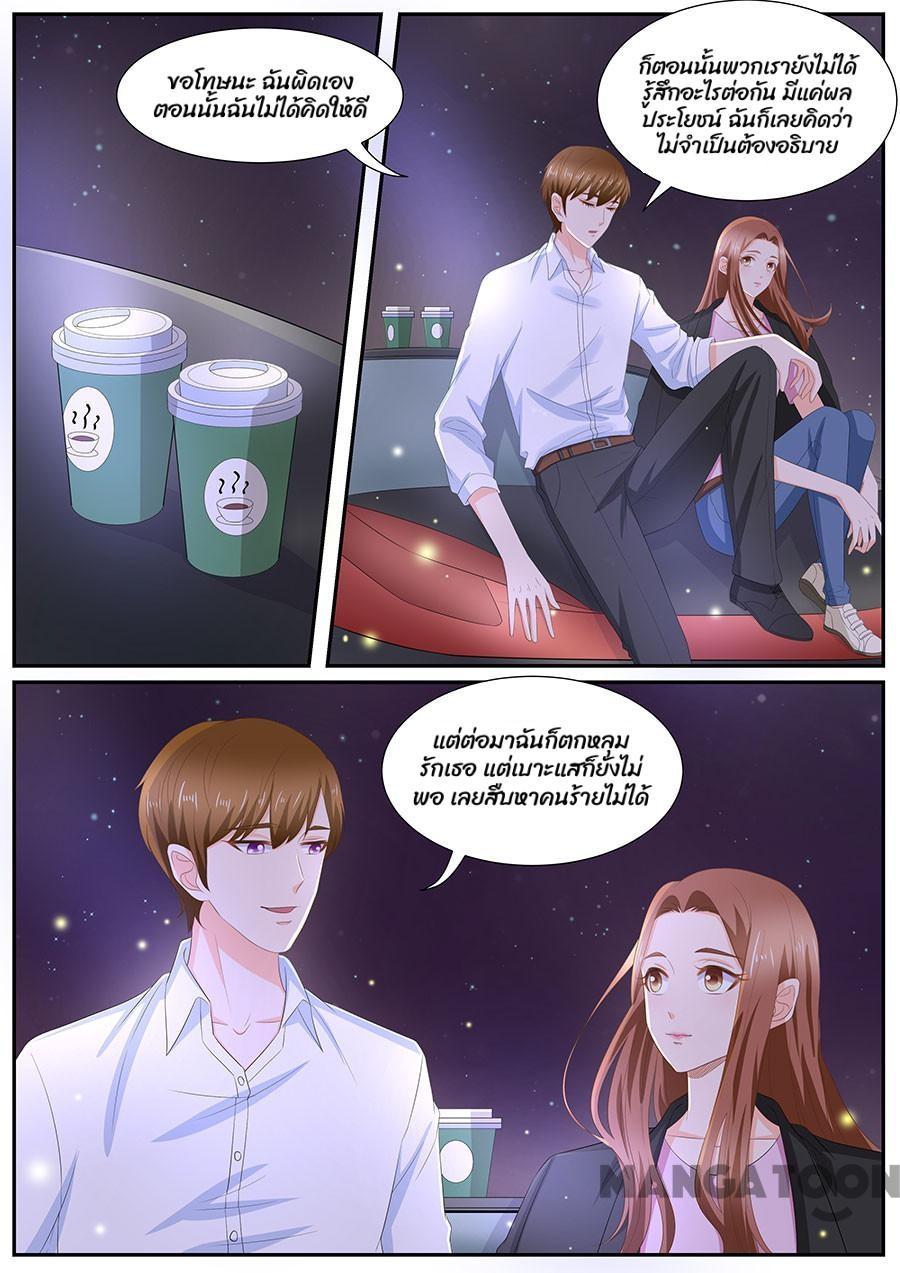 ขอโทษนะ ฉันผิดเอง
ตอนนั้นฉันไม่ได้คิดให้ดี
ก็ตอนนั้นพวกเรายังไม่ได้
รู้สึกอะไรต่อกัน มีแค่ผล
ประโยชน์ ฉันก็เลยคิดว่า
ไม่จำเป็นต้องอธิบาย
แต่ต่อมาฉันก็ตกหลุม
รักเธอ แต่เบาะแสก็ยังไม่
พอ เลยสืบหาคนร้ายไม่ได้
MANGATOON